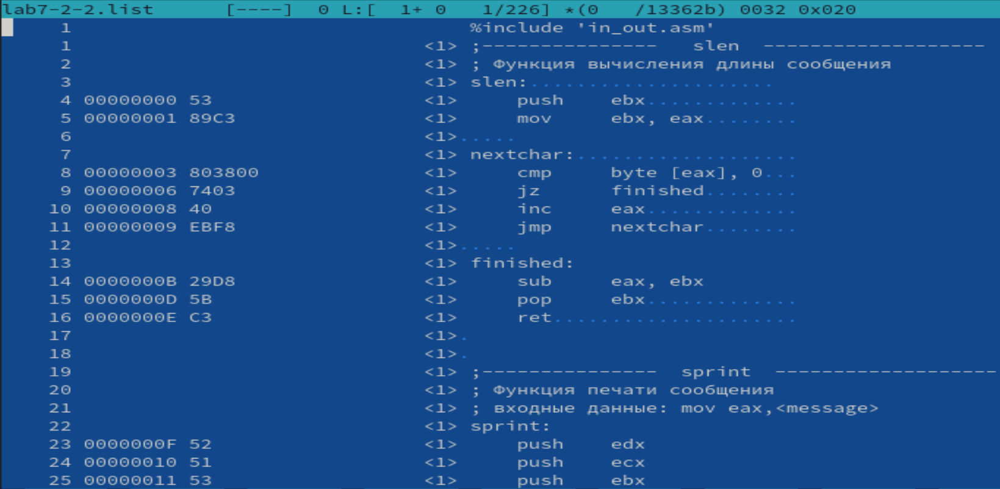 lab7-2-2.list [----] 0 L:[ 1+ 0 1/226] *(0 /13362b) 0032 0x020
1 %include 'in_out.asm'
1 <1> ;--------------- slen -------------------
2 <1> ; Функция вычисления длины сообщения
3 <1> slen:.....................
4 00000000 53 <1> push ebx.............
5 00000001 89C3 <1> mov ebx, eax........
6 <1>.....
7 <1> nextchar:...................
8 00000003 803800 <1> cmp byte [eax], 0...
9 00000006 7403 <1> jz finished........
10 00000008 40 <1> inc eax.............
11 00000009 EBF8 <1> jmp nextchar........
12 <1>.....
13 <1> finished:
14 0000000B 29D8 <1> sub eax, ebx
15 0000000D 5B <1> pop ebx.............
16 0000000E C3 <1> ret.....................
17 <1>.
18 <1>.
19 <1> ;--------------- sprint -------------------
20 <1> ; Функция печати сообщения
21 <1> ; входные данные: mov eax,<message>
22 <1> sprint:
23 0000000F 52 <1> push edx
24 00000010 51 <1> push ecx
25 00000011 53 <1> push ebx